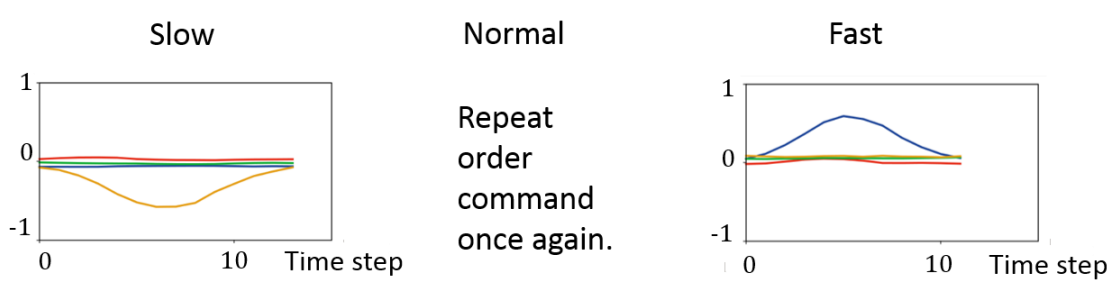 Slow
Normal
Fast
1
0
-1
0
10
Time step
Repeat
order
command
once again.
1
0
-1
0
10
Time step